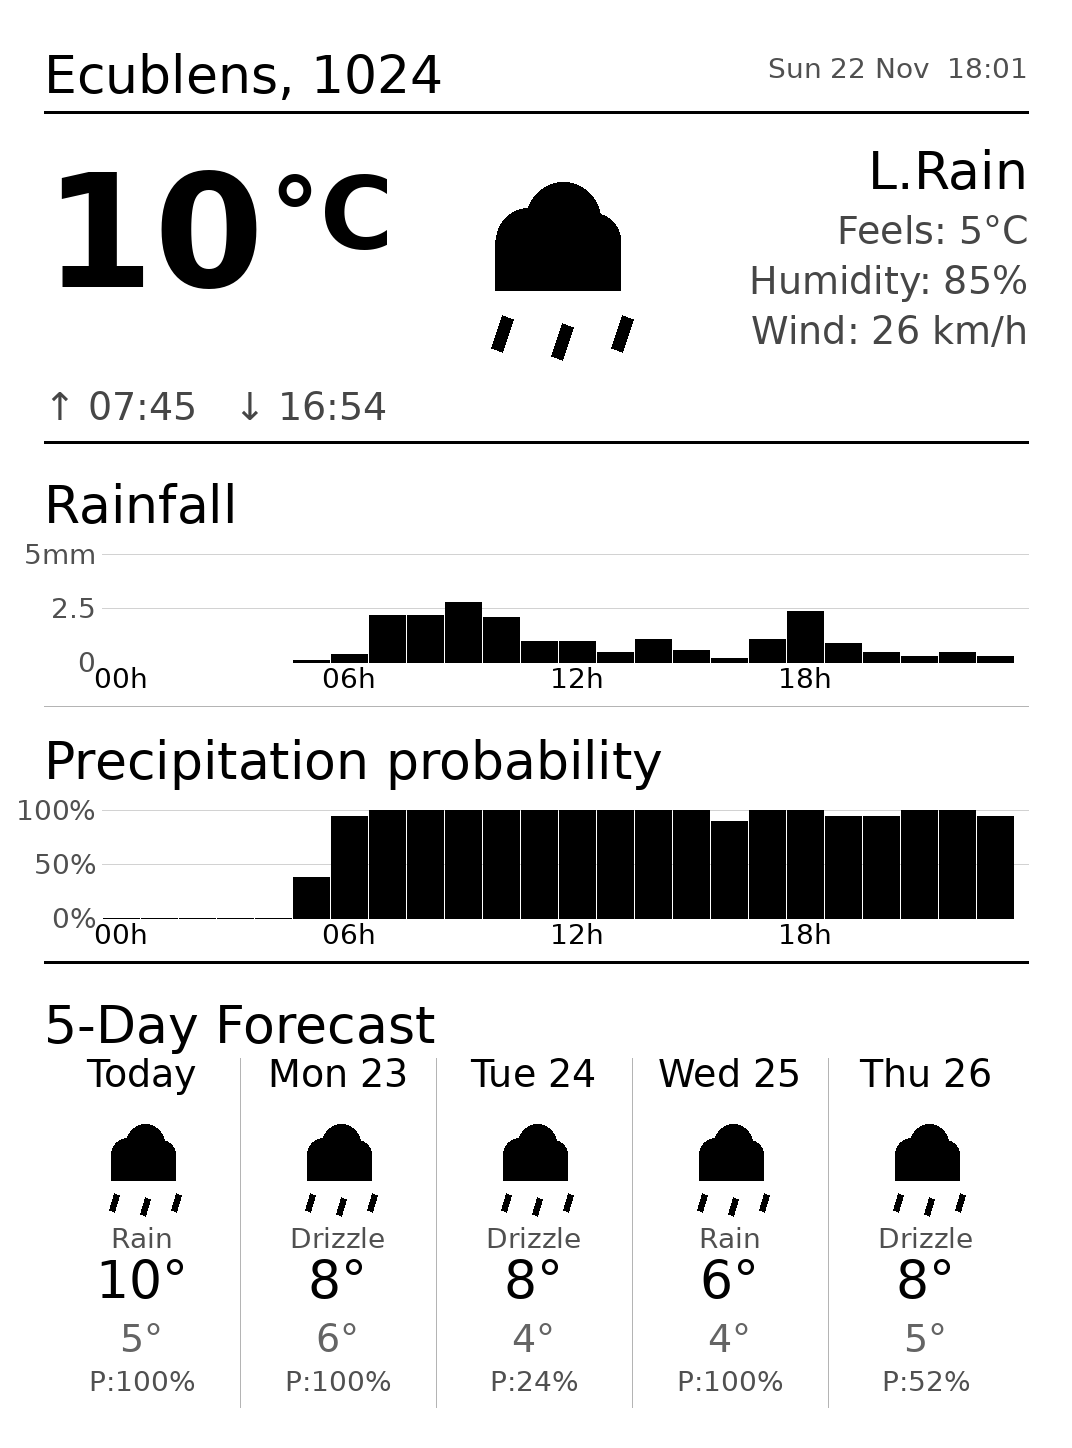 Ecublens, 1024
Sun 22 Nov  18:01
10°C
L.Rain
Feels: 5°C
Humidity: 85%
Wind: 26 km/h
↑ 07:45 ↓ 16:54
Rainfall
5mm
2.5
0
00h 06h 12h 18h
Precipitation probability
100%
50%
0%
00h 06h 12h 18h
5-Day Forecast
Today Mon 23 Tue 24 Wed 25 Thu 26
Rain Drizzle Drizzle Rain Drizzle
10° 8° 8° 6° 8°
5° 6° 4° 4° 5°
P:100% P:100% P:24% P:100% P:52%